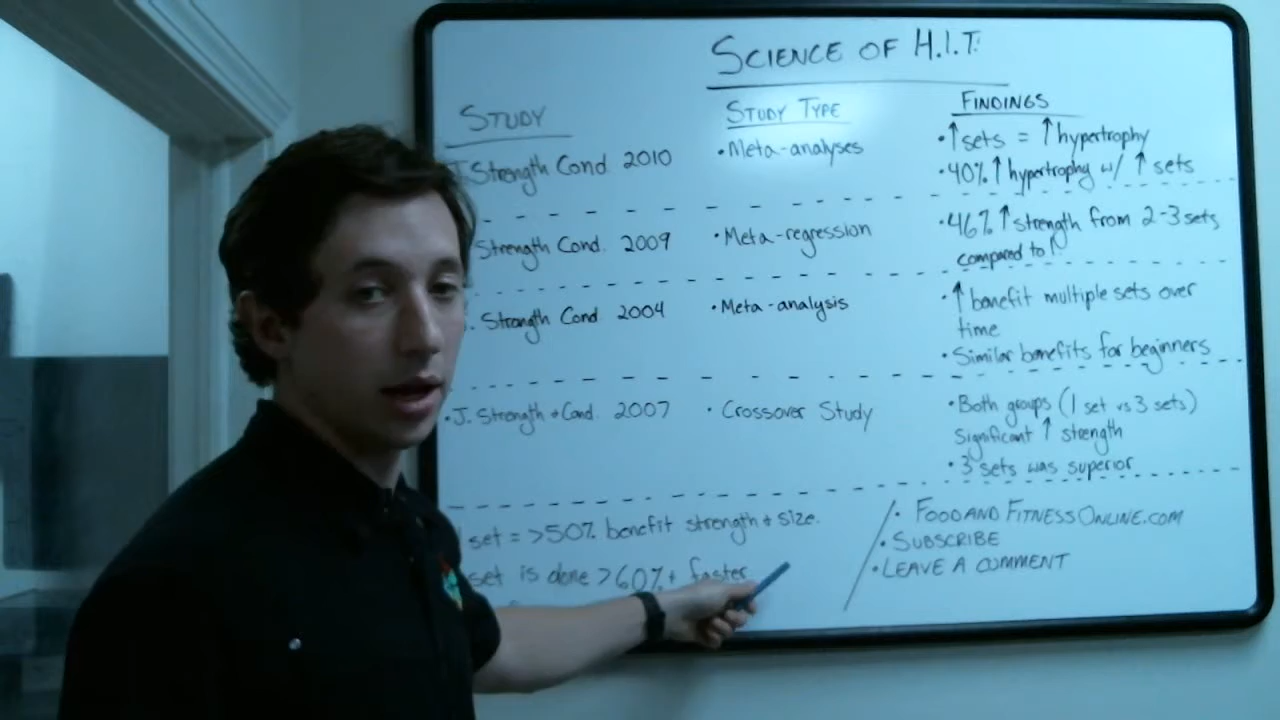 SCIENCE OF H.I.T.
STUDY
STUDY TYPE
FINDINGS
J. Strength Cond 2010
• Meta-analyses
• ↑ sets = ↑ hypertrophy
• 40% ↑ hypertrophy w/ ↑ sets
Strength Cond. 2009
• Meta-regression
• 46% ↑ strength from 2-3 sets
compared to 1.
J. Strength Cond 2004
• Meta-analysis
• ↑ benefit multiple sets over
time
• Similar benefits for beginners
• J. Strength + Cond. 2007
• Crossover Study
• Both groups (1 set vs 3 sets)
significant ↑ strength
• 3 sets was superior
1 set = >50% benefit strength + size.
set is done >60% + faster
• FOODANDFITNESSONLINE.COM
• SUBSCRIBE
• LEAVE A COMMENT